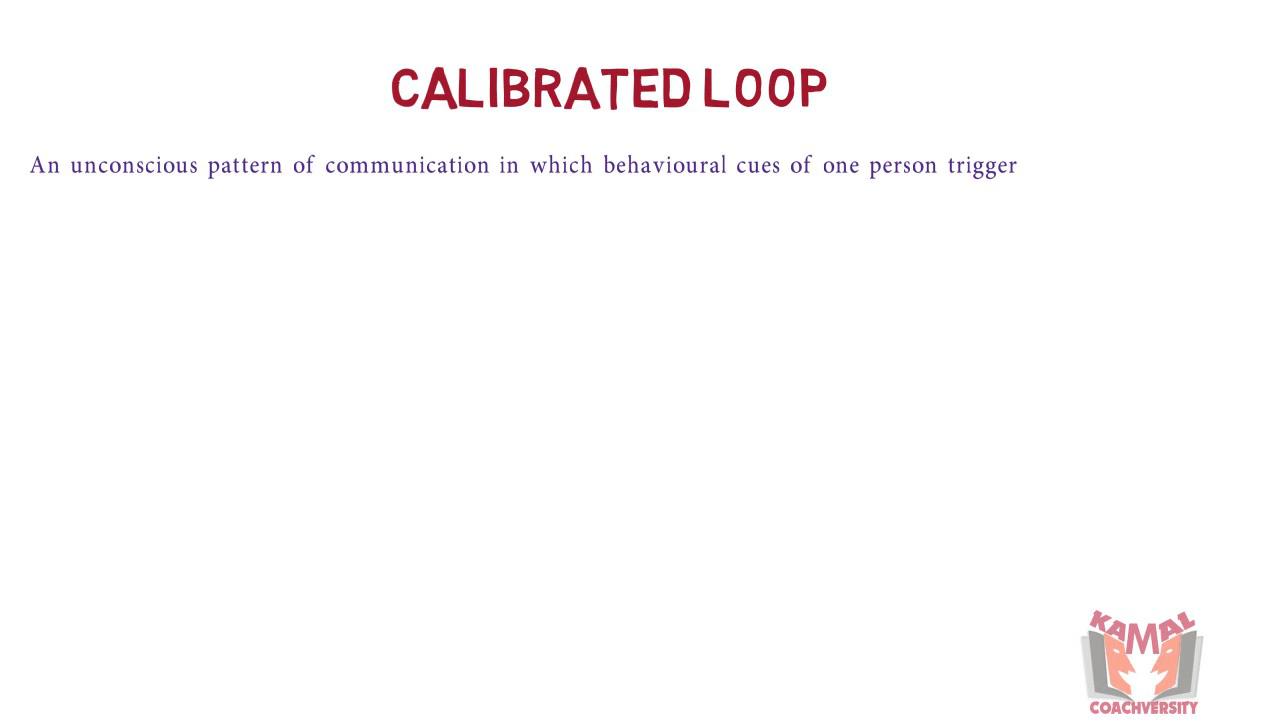 CALIBRATED LOOP
An unconscious pattern of communication in which behavioural cues of one person trigger
KAMAL
COACHVERSITY